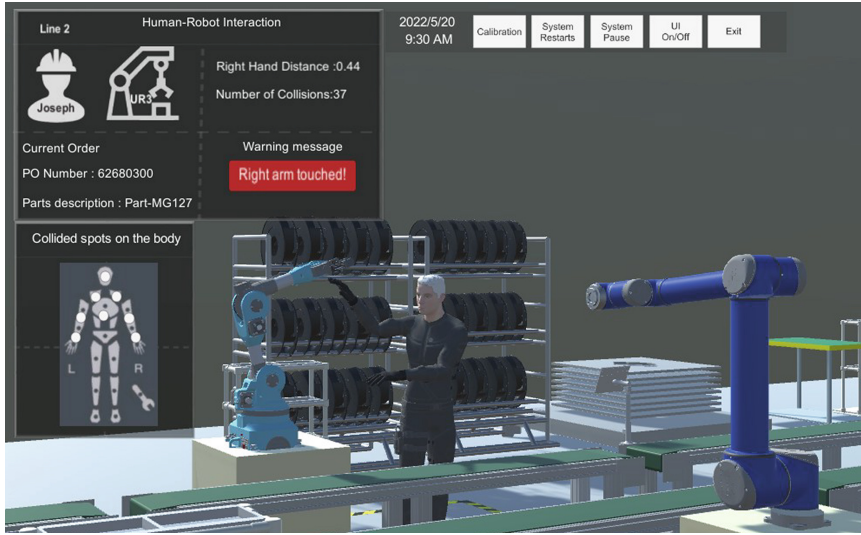 Line 2
Human-Robot Interaction
Joseph
UR3
Right Hand Distance :0.44
Number of Collisions:37
Current Order
PO Number : 62680300
Parts description : Part-MG127
Warning message
Right arm touched!
Collided spots on the body
L
R
2022/5/20
9:30 AM
Calibration
System
Restarts
System
Pause
UI
On/Off
Exit